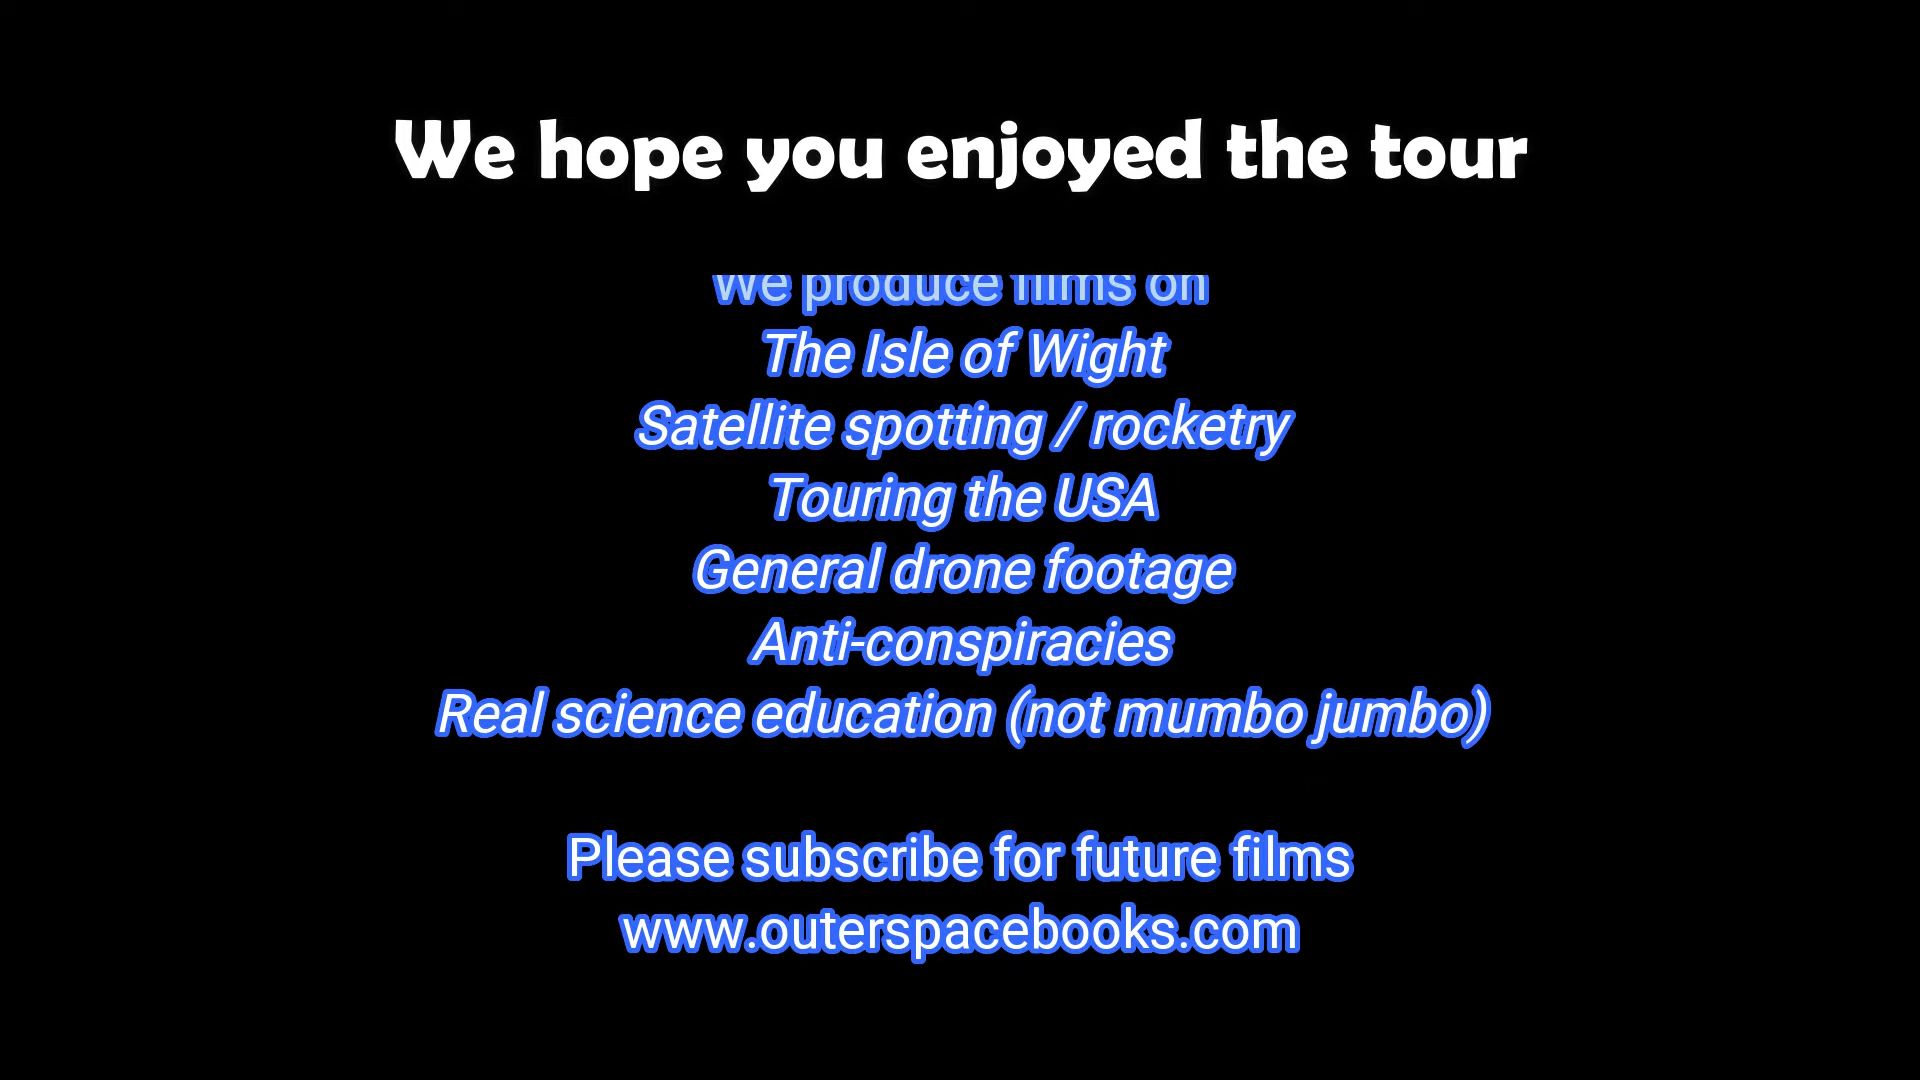 We hope you enjoyed the tour
We produce films on
The Isle of Wight
Satellite spotting / rocketry
Touring the USA
General drone footage
Anti-conspiracies
Real science education (not mumbo jumbo)
Please subscribe for future films
www.outerspacebooks.com